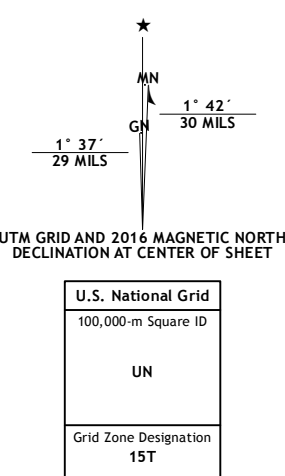 ★
MN
1° 42´
30 MILS
GN
1° 37´
29 MILS
UTM GRID AND 2016 MAGNETIC NORTH
DECLINATION AT CENTER OF SHEET
U.S. National Grid
100,000-m Square ID
UN
Grid Zone Designation
15T